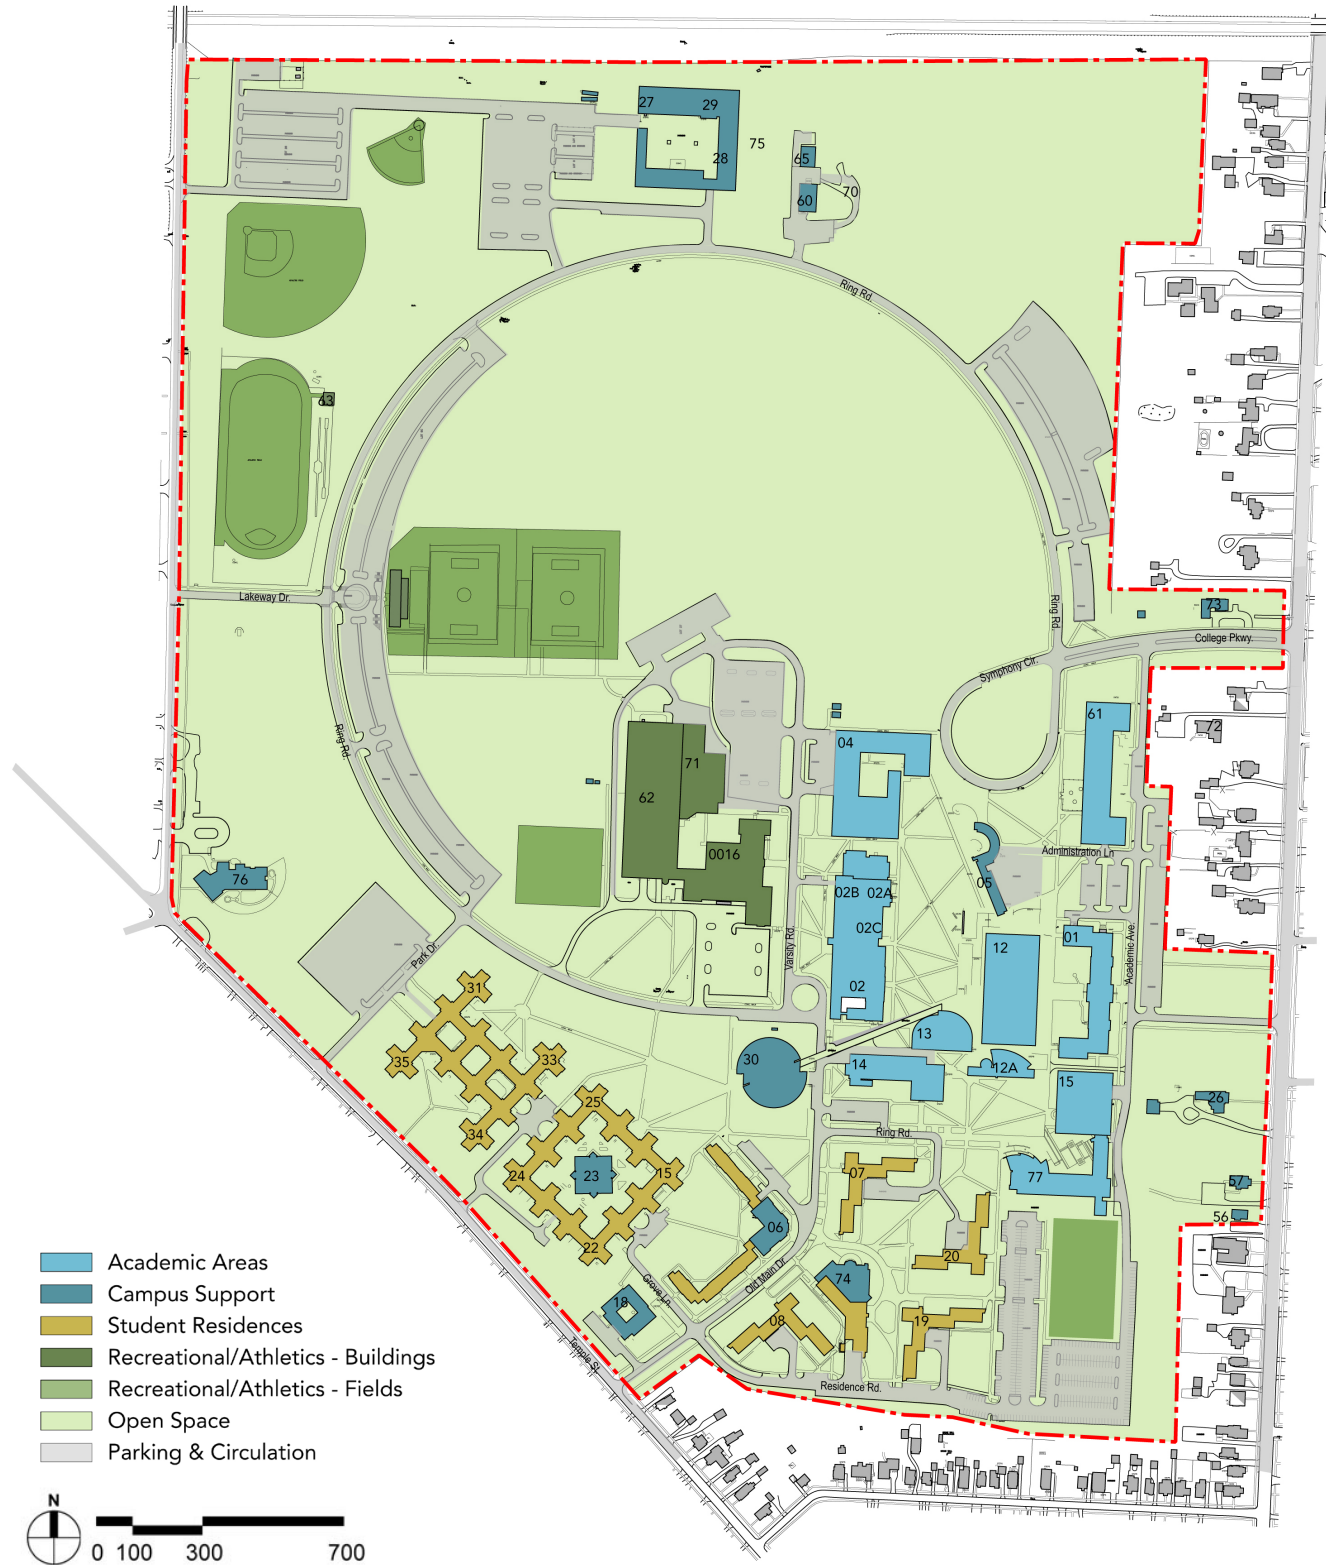 27
29
28
75
65
60
70
Ring Rd.
63
Lakeway Dr.
Ring Rd.
73
College Pkwy.
Symphony Cir.
61
72
04
71
62
0016
Ring Rd.
Administration Ln
05
76
02B
02A
02C
02
Varsity Rd.
12
01
Academic Ave.
Park Dr.
31
13
30
14
12A
15
35
33
34
25
26
Ring Rd.
24
23
15
07
77
57
56
22
06
20
Grove Ln.
Old Main Dr.
74
18
08
19
Temple St.
Residence Rd.
Academic Areas
Campus Support
Student Residences
Recreational/Athletics - Buildings
Recreational/Athletics - Fields
Open Space
Parking & Circulation
N
0 100 300 700